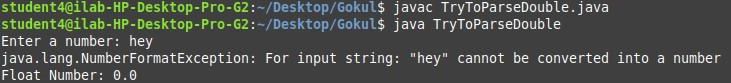 student4@ilab-HP-Desktop-Pro-G2:~/Desktop/Gokul$ javac TryToParseDouble.java
student4@ilab-HP-Desktop-Pro-G2:~/Desktop/Gokul$ java TryToParseDouble
Enter a number: hey
java.lang.NumberFormatException: For input string: "hey" cannot be converted into a number
Float Number: 0.0